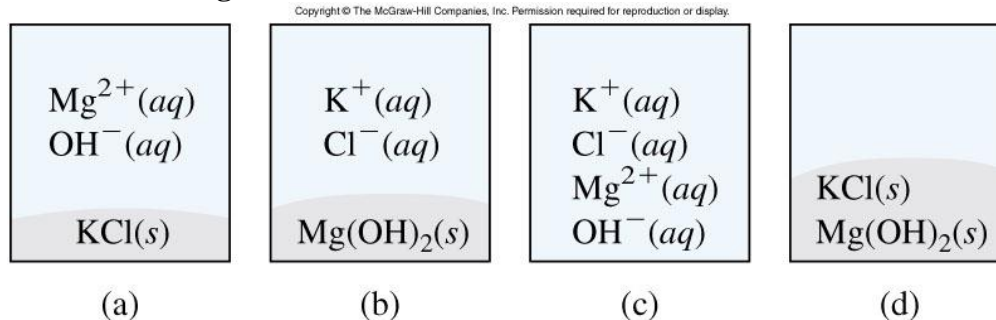 Copyright © The McGraw-Hill Companies, Inc. Permission required for reproduction or display.
Mg²⁺(aq)
OH⁻(aq)
KCl(s)
(a)
K⁺(aq)
Cl⁻(aq)
Mg(OH)₂(s)
(b)
K⁺(aq)
Cl⁻(aq)
Mg²⁺(aq)
OH⁻(aq)
(c)
KCl(s)
Mg(OH)₂(s)
(d)